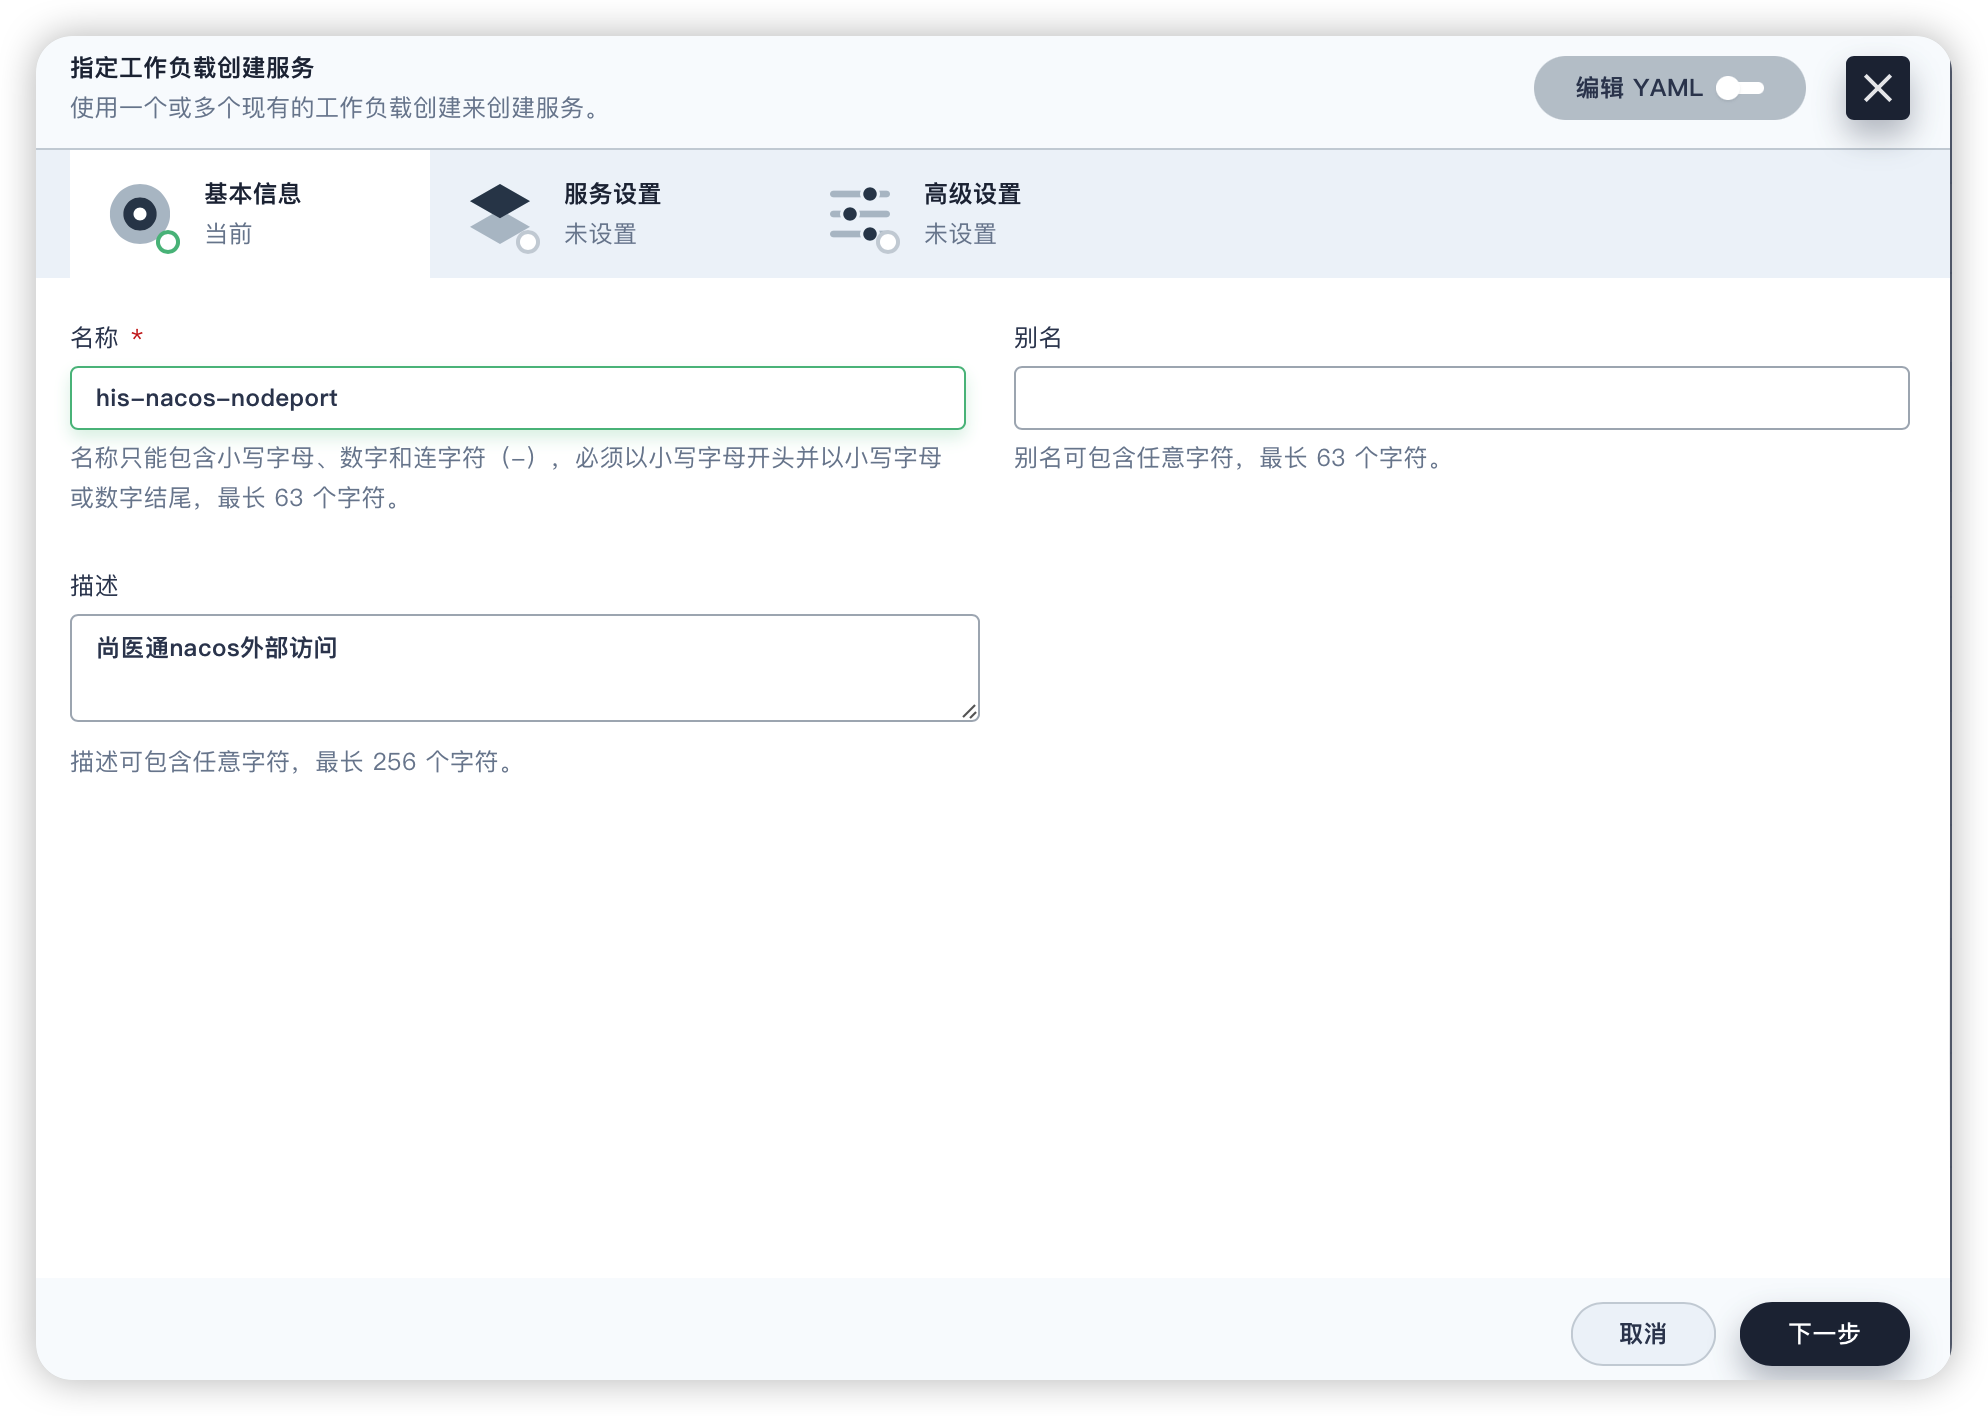 指定工作负载创建服务
使用一个或多个现有的工作负载创建来创建服务。
编辑 YAML
基本信息
当前
服务设置
未设置
高级设置
未设置
名称 *
his-nacos-nodeport
名称只能包含小写字母、数字和连字符（-），必须以小写字母开头并以小写字母
或数字结尾，最长 63 个字符。
别名
别名可包含任意字符，最长 63 个字符。
描述
尚医通nacos外部访问
描述可包含任意字符，最长 256 个字符。
取消
下一步